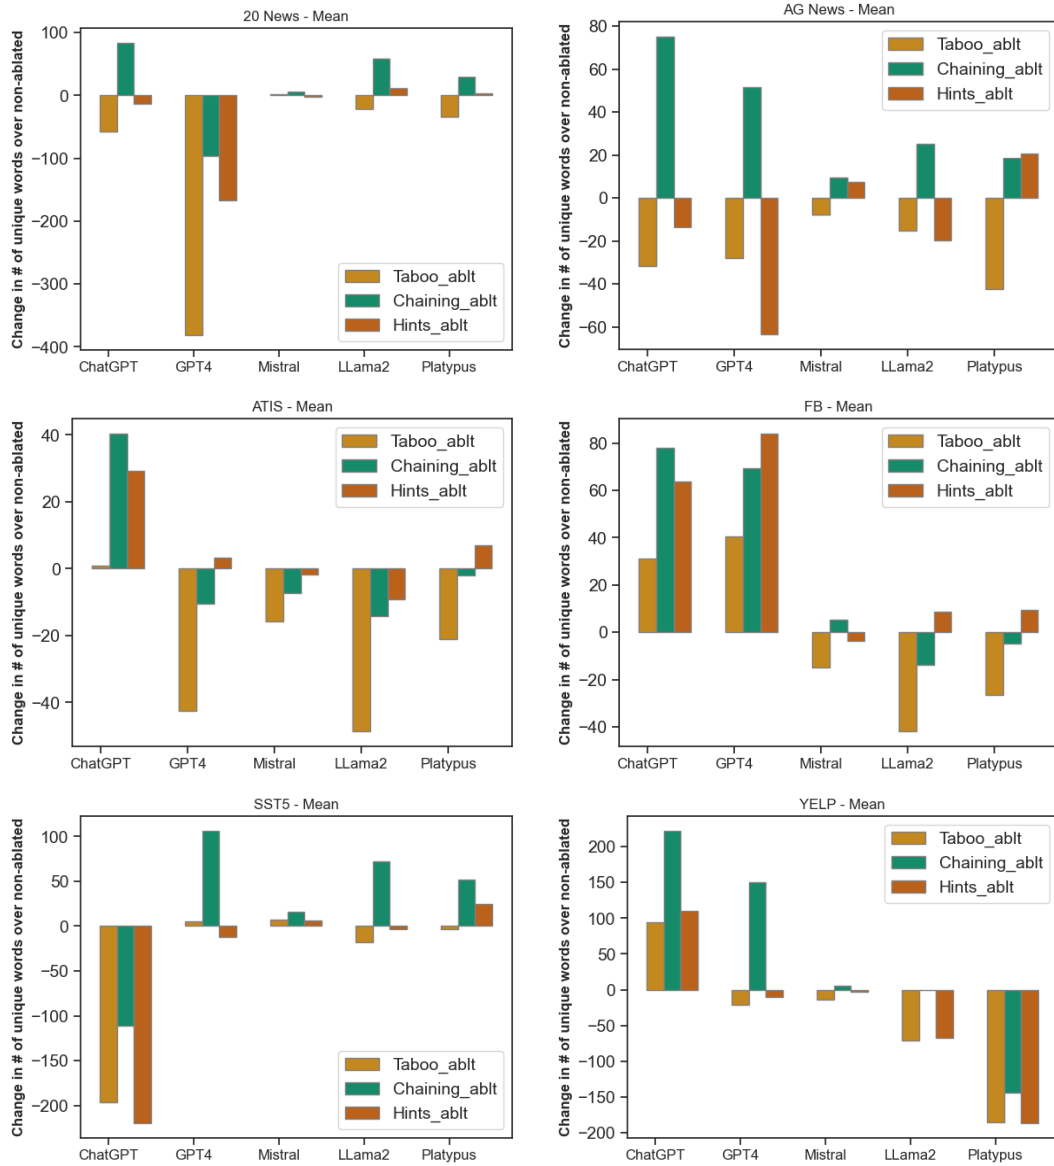 20 News - Mean
Change in # of unique words over non-ablated
100
0
−100
−200
−300
−400
Taboo_ablt
Chaining_ablt
Hints_ablt
ChatGPT GPT4 Mistral LLama2 Platypus
AG News - Mean
Change in # of unique words over non-ablated
80
60
40
20
0
−20
−40
−60
Taboo_ablt
Chaining_ablt
Hints_ablt
ChatGPT GPT4 Mistral LLama2 Platypus
ATIS - Mean
Change in # of unique words over non-ablated
40
20
0
−20
−40
Taboo_ablt
Chaining_ablt
Hints_ablt
ChatGPT GPT4 Mistral LLama2 Platypus
FB - Mean
Change in # of unique words over non-ablated
80
60
40
20
0
−20
−40
Taboo_ablt
Chaining_ablt
Hints_ablt
ChatGPT GPT4 Mistral LLama2 Platypus
SST5 - Mean
Change in # of unique words over non-ablated
100
50
0
−50
−100
−150
−200
Taboo_ablt
Chaining_ablt
Hints_ablt
ChatGPT GPT4 Mistral LLama2 Platypus
YELP - Mean
Change in # of unique words over non-ablated
200
150
100
50
0
−50
−100
−150
−200
Taboo_ablt
Chaining_ablt
Hints_ablt
ChatGPT GPT4 Mistral LLama2 Platypus